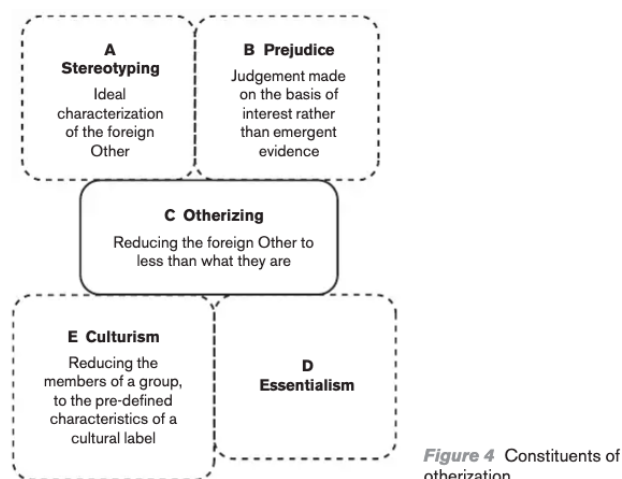 A
Stereotyping
Ideal
characterization
of the foreign
Other
B Prejudice
Judgement made
on the basis of
interest rather
than emergent
evidence
C Otherizing
Reducing the foreign Other to
less than what they are
E Culturism
Reducing the
members of a group,
to the pre-defined
characteristics of a
cultural label
D
Essentialism
Figure 4 Constituents of
otherization